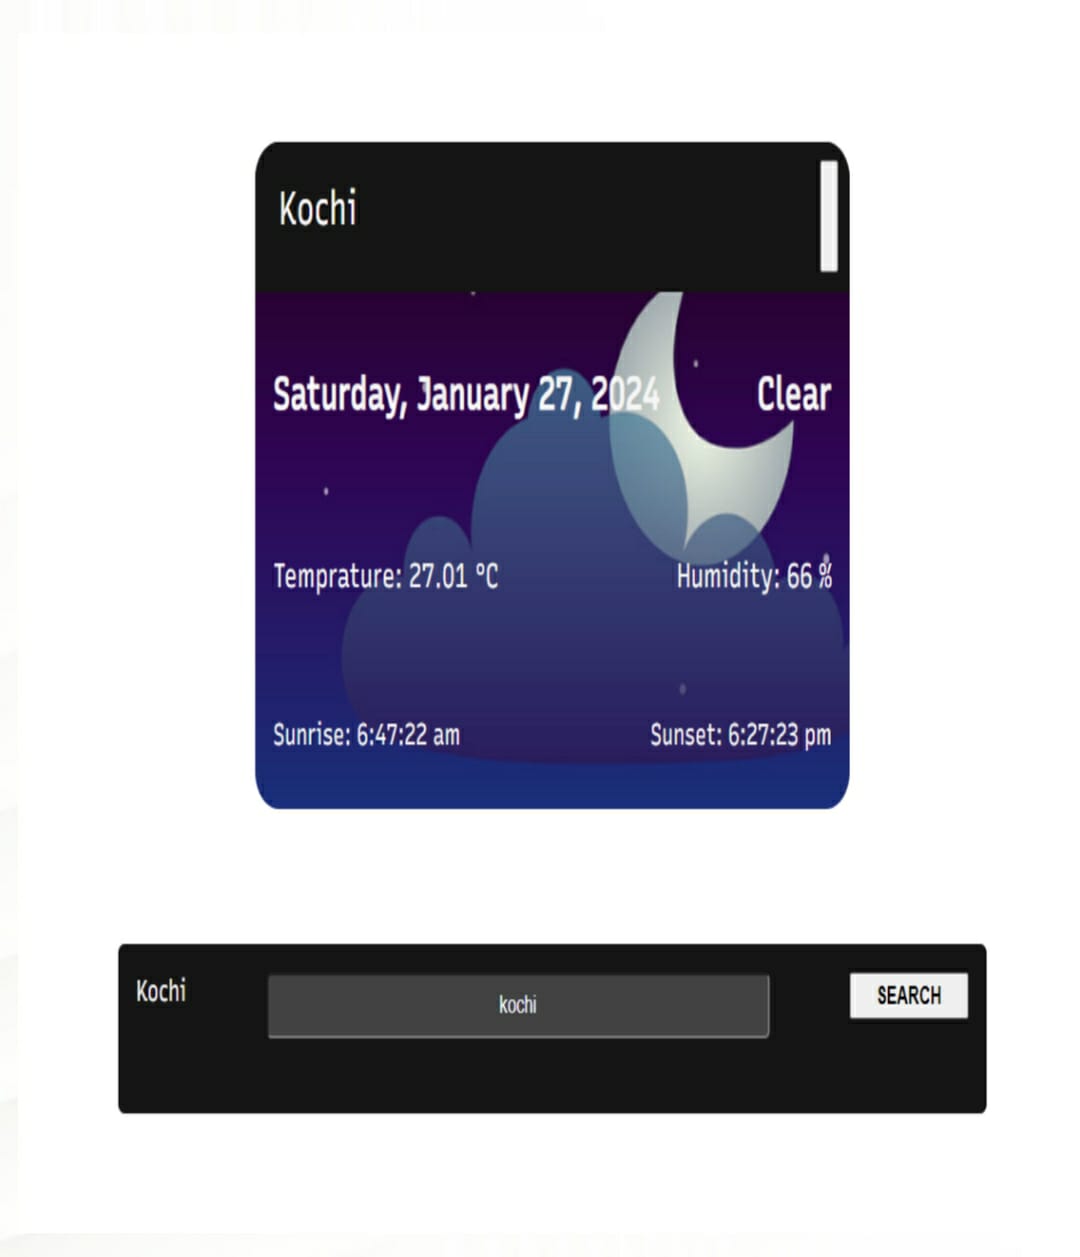 Kochi
Saturday, January 27, 2024 Clear
Temprature: 27.01 °C Humidity: 66 %
Sunrise: 6:47:22 am Sunset: 6:27:23 pm
Kochi kochi SEARCH